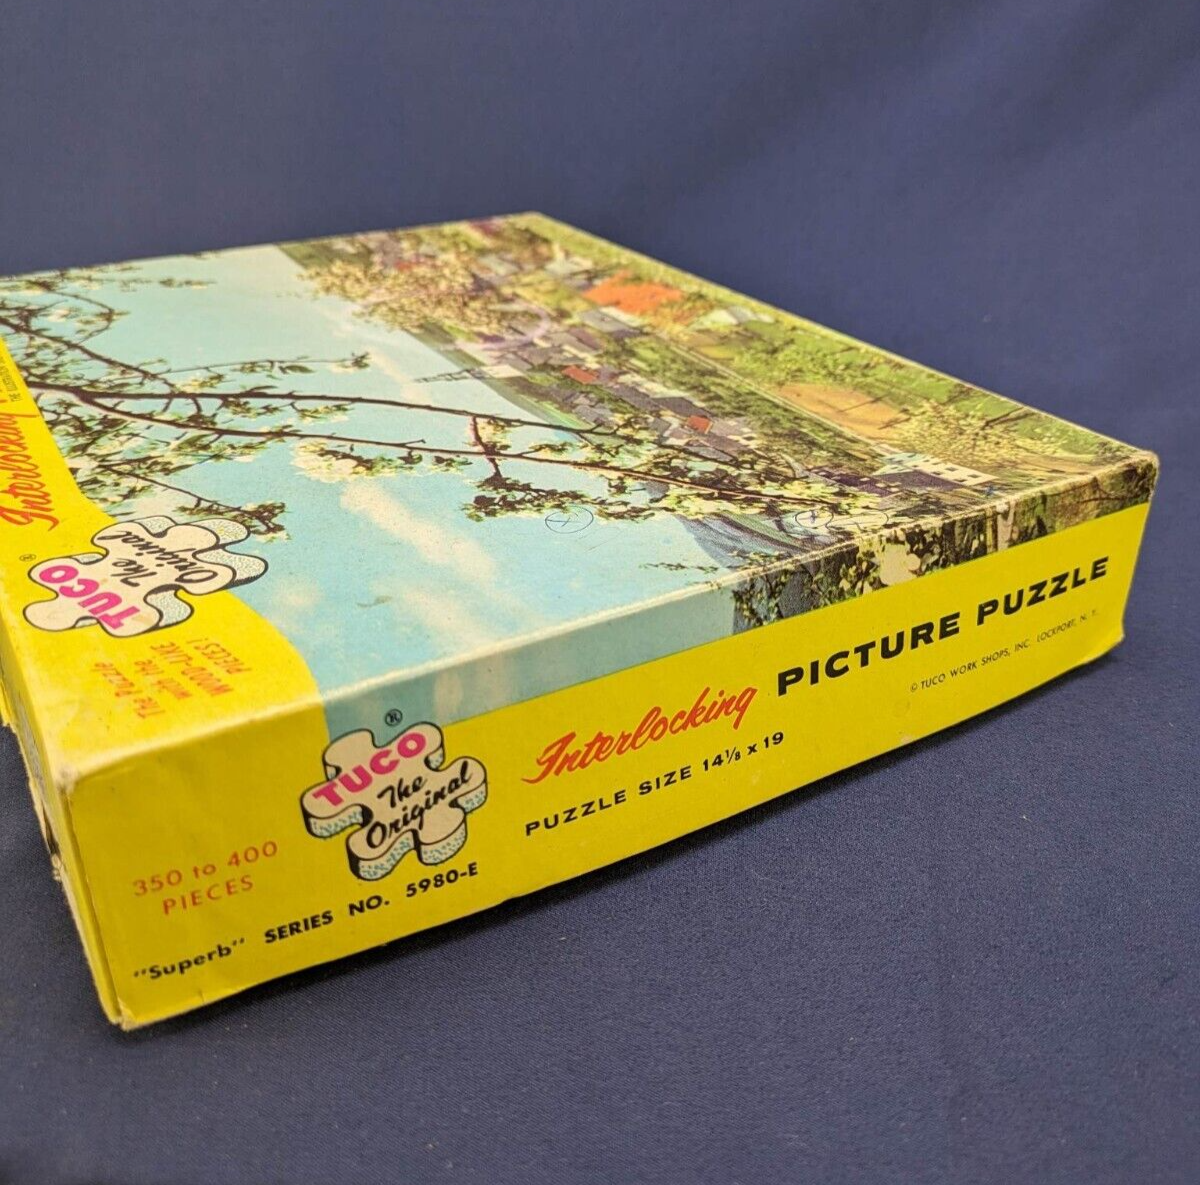 Interlocking
TUCO
The
Original
®
The Puzzle
with the
WOOD-LIKE
PIECES!
350 to 400
PIECES
"Superb" SERIES NO. 5980-E
®
TUCO
The
Original
Interlocking PICTURE PUZZLE
PUZZLE SIZE 14⅛ x 19
© TUCO WORK SHOPS, INC. LOCKPORT, N. Y.